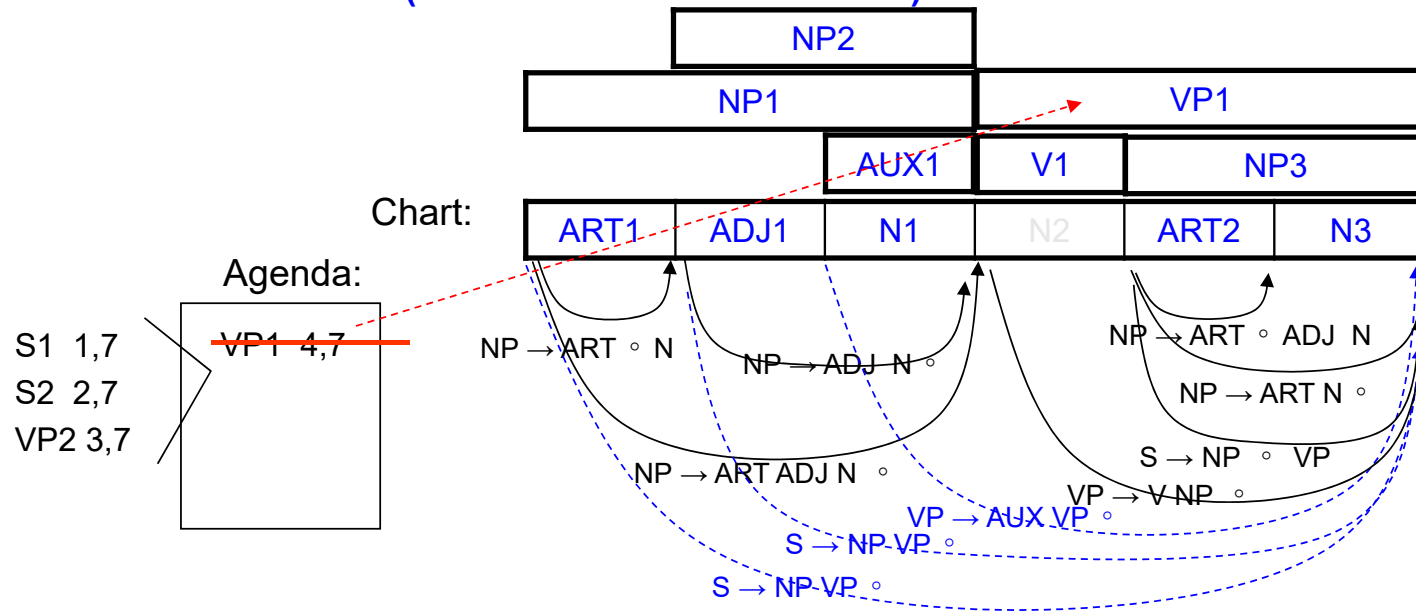 NP2
NP1
VP1
AUX1
V1
NP3
Chart:
ART1
ADJ1
N1
N2
ART2
N3
Agenda:
VP1 4,7
S1 1,7
S2 2,7
VP2 3,7
NP → ART ° N
NP → ADJ N °
NP → ART ° ADJ N
NP → ART N °
S → NP ° VP
NP → ART ADJ N °
VP → V NP °
VP → AUX VP °
S → NP VP °
S → NP VP °